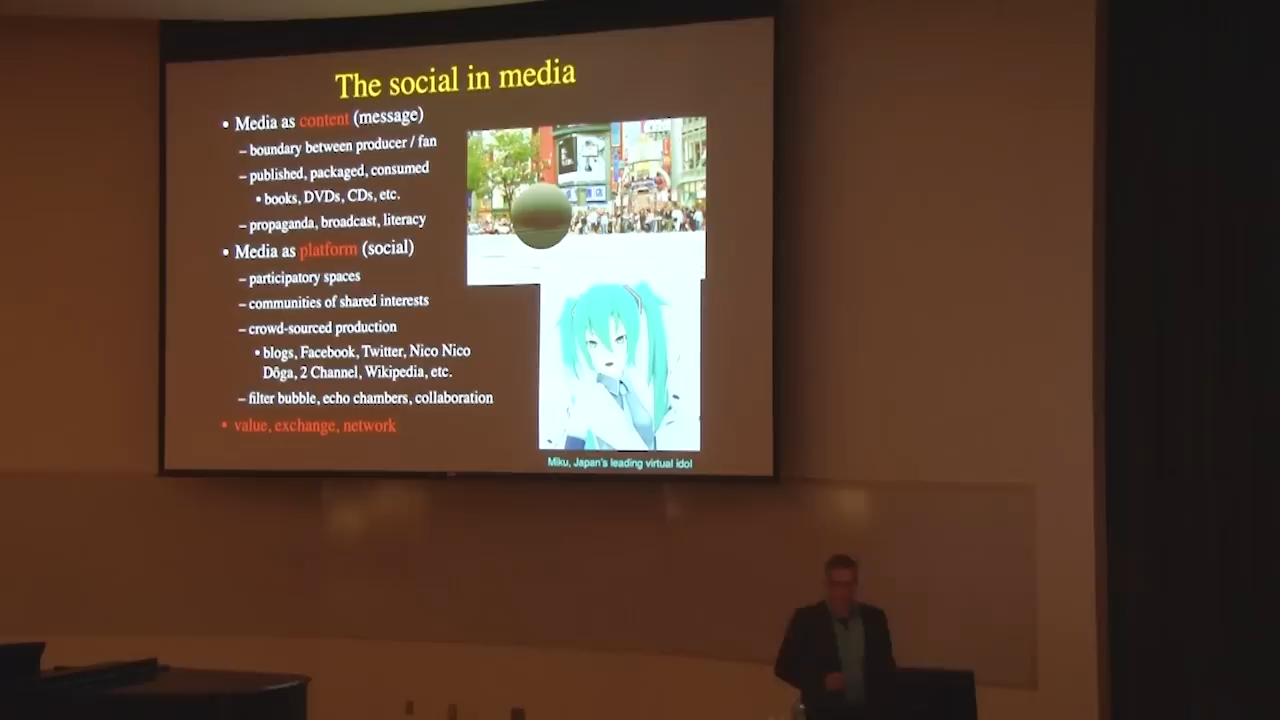 The social in media
• Media as content (message)
– boundary between producer / fan
– published, packaged, consumed
• books, DVDs, CDs, etc.
– propaganda, broadcast, literacy
• Media as platform (social)
– participatory spaces
– communities of shared interests
– crowd-sourced production
• blogs, Facebook, Twitter, Nico Nico
Dôga, 2 Channel, Wikipedia, etc.
– filter bubble, echo chambers, collaboration
• value, exchange, network
Miku, Japan's leading virtual idol